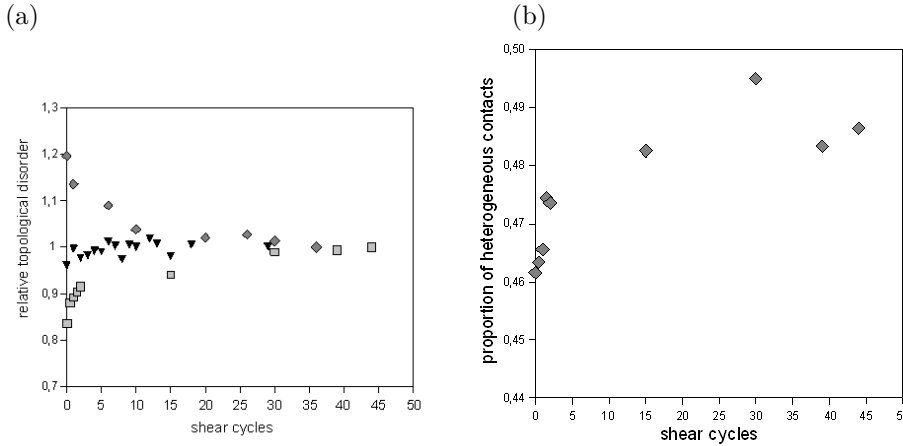 (a)
1,3
1,2
1,1
1
0,9
0,8
0,7
relative topological disorder
0 5 10 15 20 25 30 35 40 45 50
shear cycles
(b)
0,50
0,49
0,48
0,47
0,46
0,45
0,44
proportion of heterogeneous contacts
0 5 10 15 20 25 30 35 40 45 50
shear cycles